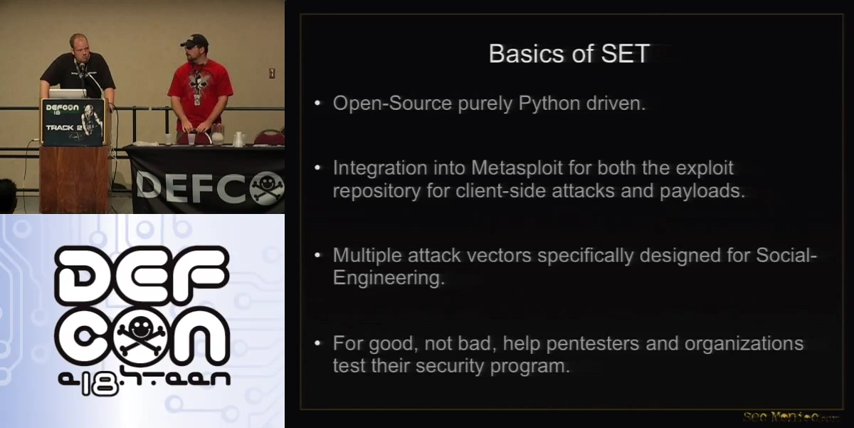 DEFCON
18
TRACK 2
DEFCO
DEF
CON
Basics of SET
• Open-Source purely Python driven.
• Integration into Metasploit for both the exploit
repository for client-side attacks and payloads.
• Multiple attack vectors specifically designed for Social-
Engineering.
• For good, not bad, help pentesters and organizations
test their security program.